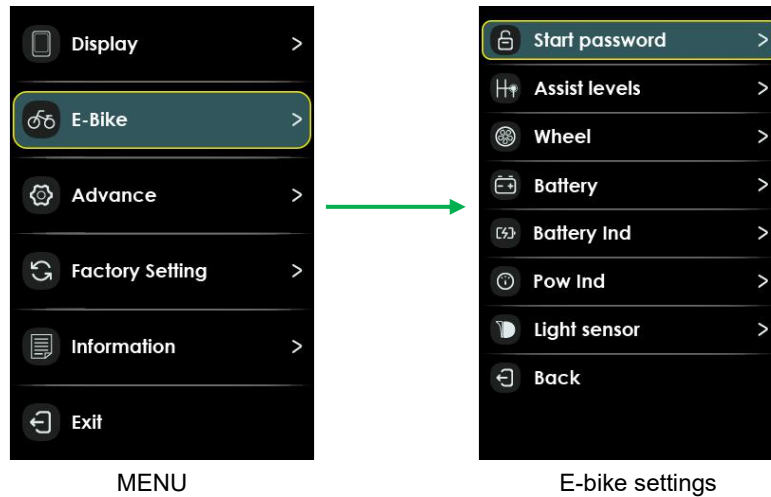 Display >
E-Bike >
Advance >
Factory Setting >
Information >
Exit
MENU
Start password >
Assist levels >
Wheel >
Battery >
Battery Ind >
Pow Ind >
Light sensor >
Back
E-bike settings